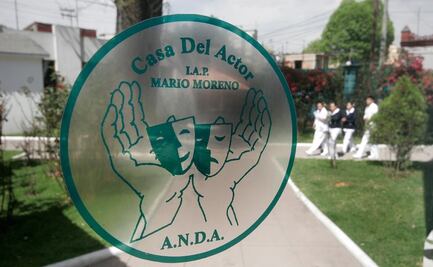 Casa Del Actor
I.A.P.
MARIO MORENO
A.N.D.A.